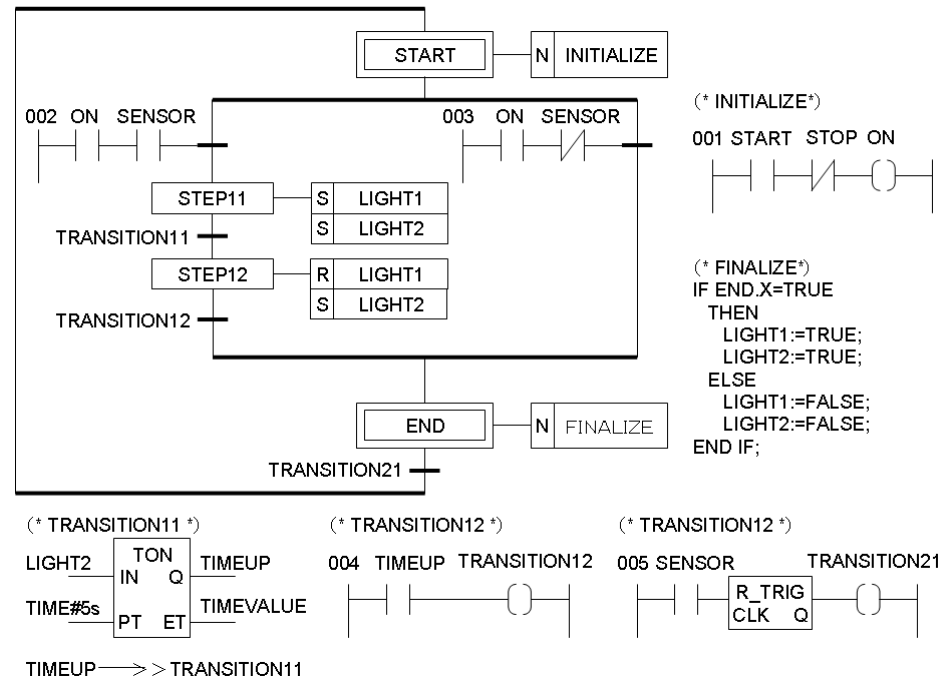 START N INITIALIZE
(* INITIALIZE*)
002 ON SENSOR
003 ON SENSOR
001 START STOP ON
STEP11 S LIGHT1
S LIGHT2
TRANSITION11
STEP12 R LIGHT1
S LIGHT2
TRANSITION12
(* FINALIZE*)
IF END.X=TRUE
THEN
LIGHT1:=TRUE;
LIGHT2:=TRUE;
ELSE
LIGHT1:=FALSE;
LIGHT2:=FALSE;
END IF;
END N FINALIZE
TRANSITION21
(* TRANSITION11 *)
LIGHT2 TON TIMEUP
IN Q
TIME#5s TIMEVALUE
PT ET
TIMEUP ——>> TRANSITION11
(* TRANSITION12 *)
004 TIMEUP TRANSITION12
(* TRANSITION12 *)
005 SENSOR TRANSITION21
R_TRIG
CLK Q